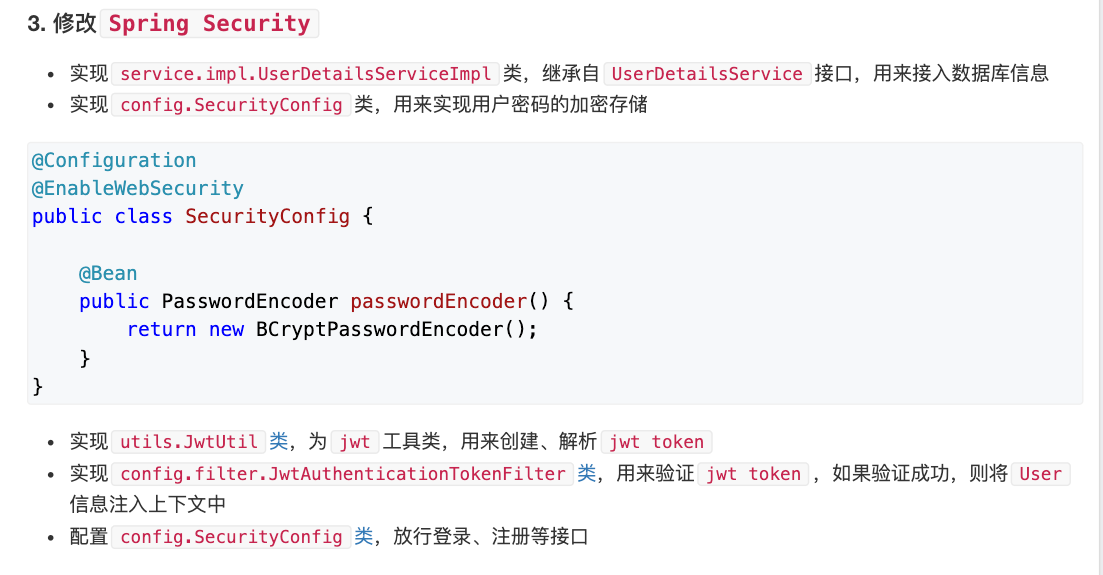 3. 修改 Spring Security
实现 service.impl.UserDetailsServiceImpl 类，继承自 UserDetailsService 接口，用来接入数据库信息
实现 config.SecurityConfig 类，用来实现用户密码的加密存储
@Configuration
@EnableWebSecurity
public class SecurityConfig {
@Bean
public PasswordEncoder passwordEncoder() {
return new BCryptPasswordEncoder();
}
}
实现 utils.JwtUtil 类，为 jwt 工具类，用来创建、解析 jwt token
实现 config.filter.JwtAuthenticationTokenFilter 类，用来验证 jwt token ，如果验证成功，则将 User
信息注入上下文中
配置 config.SecurityConfig 类，放行登录、注册等接口